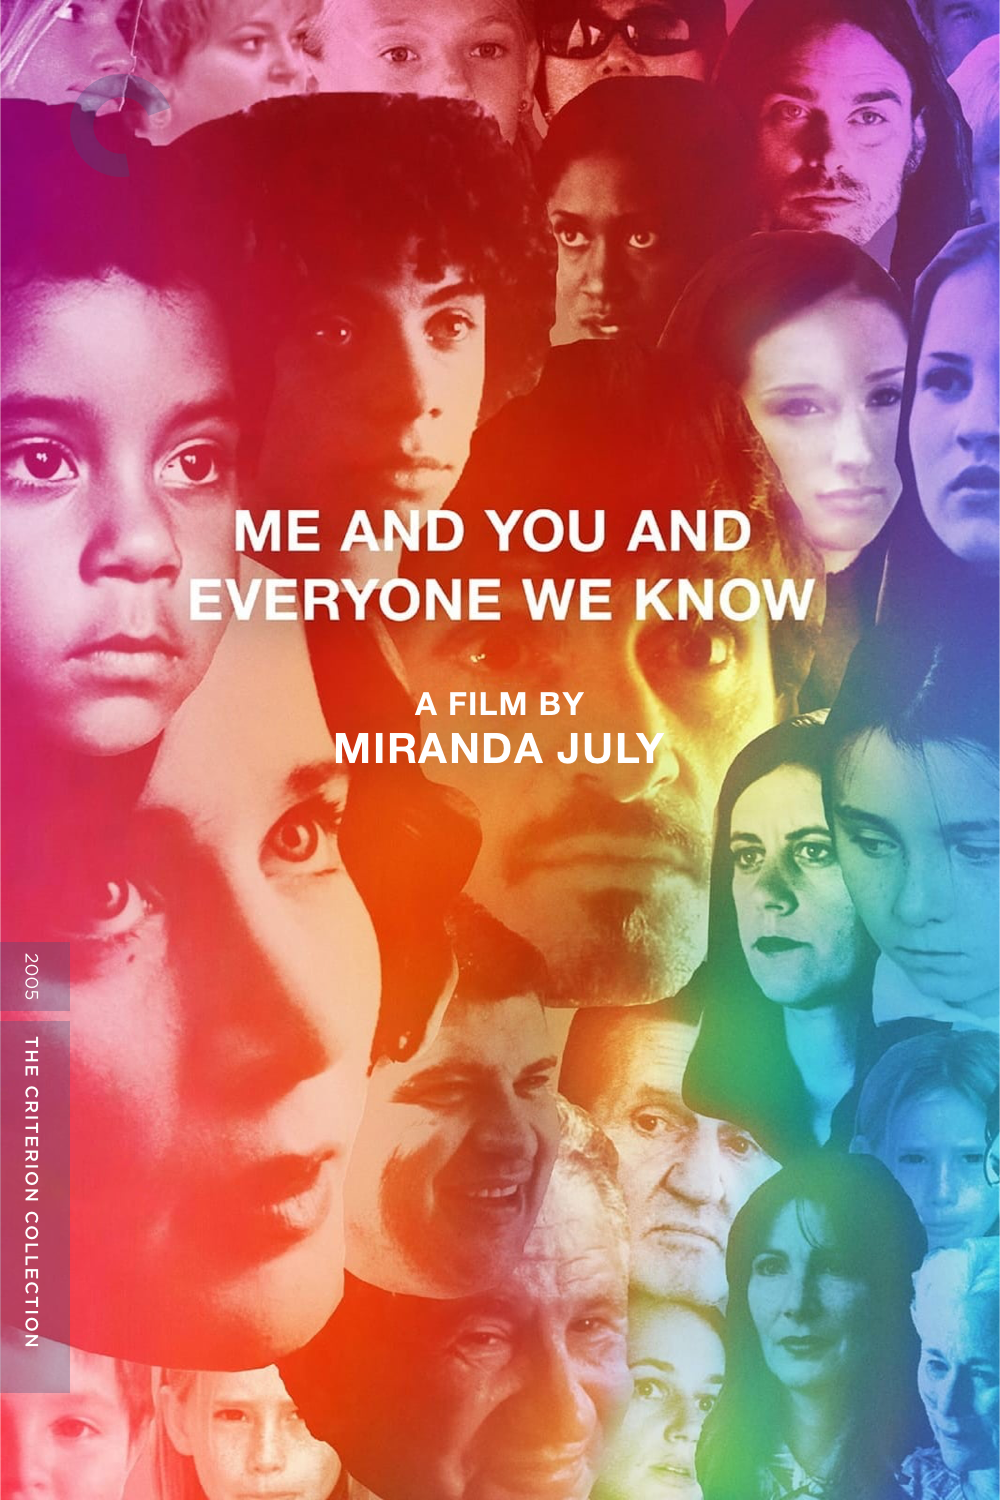 ME AND YOU AND
EVERYONE WE KNOW
A FILM BY
MIRANDA JULY
2005
THE CRITERION COLLECTION